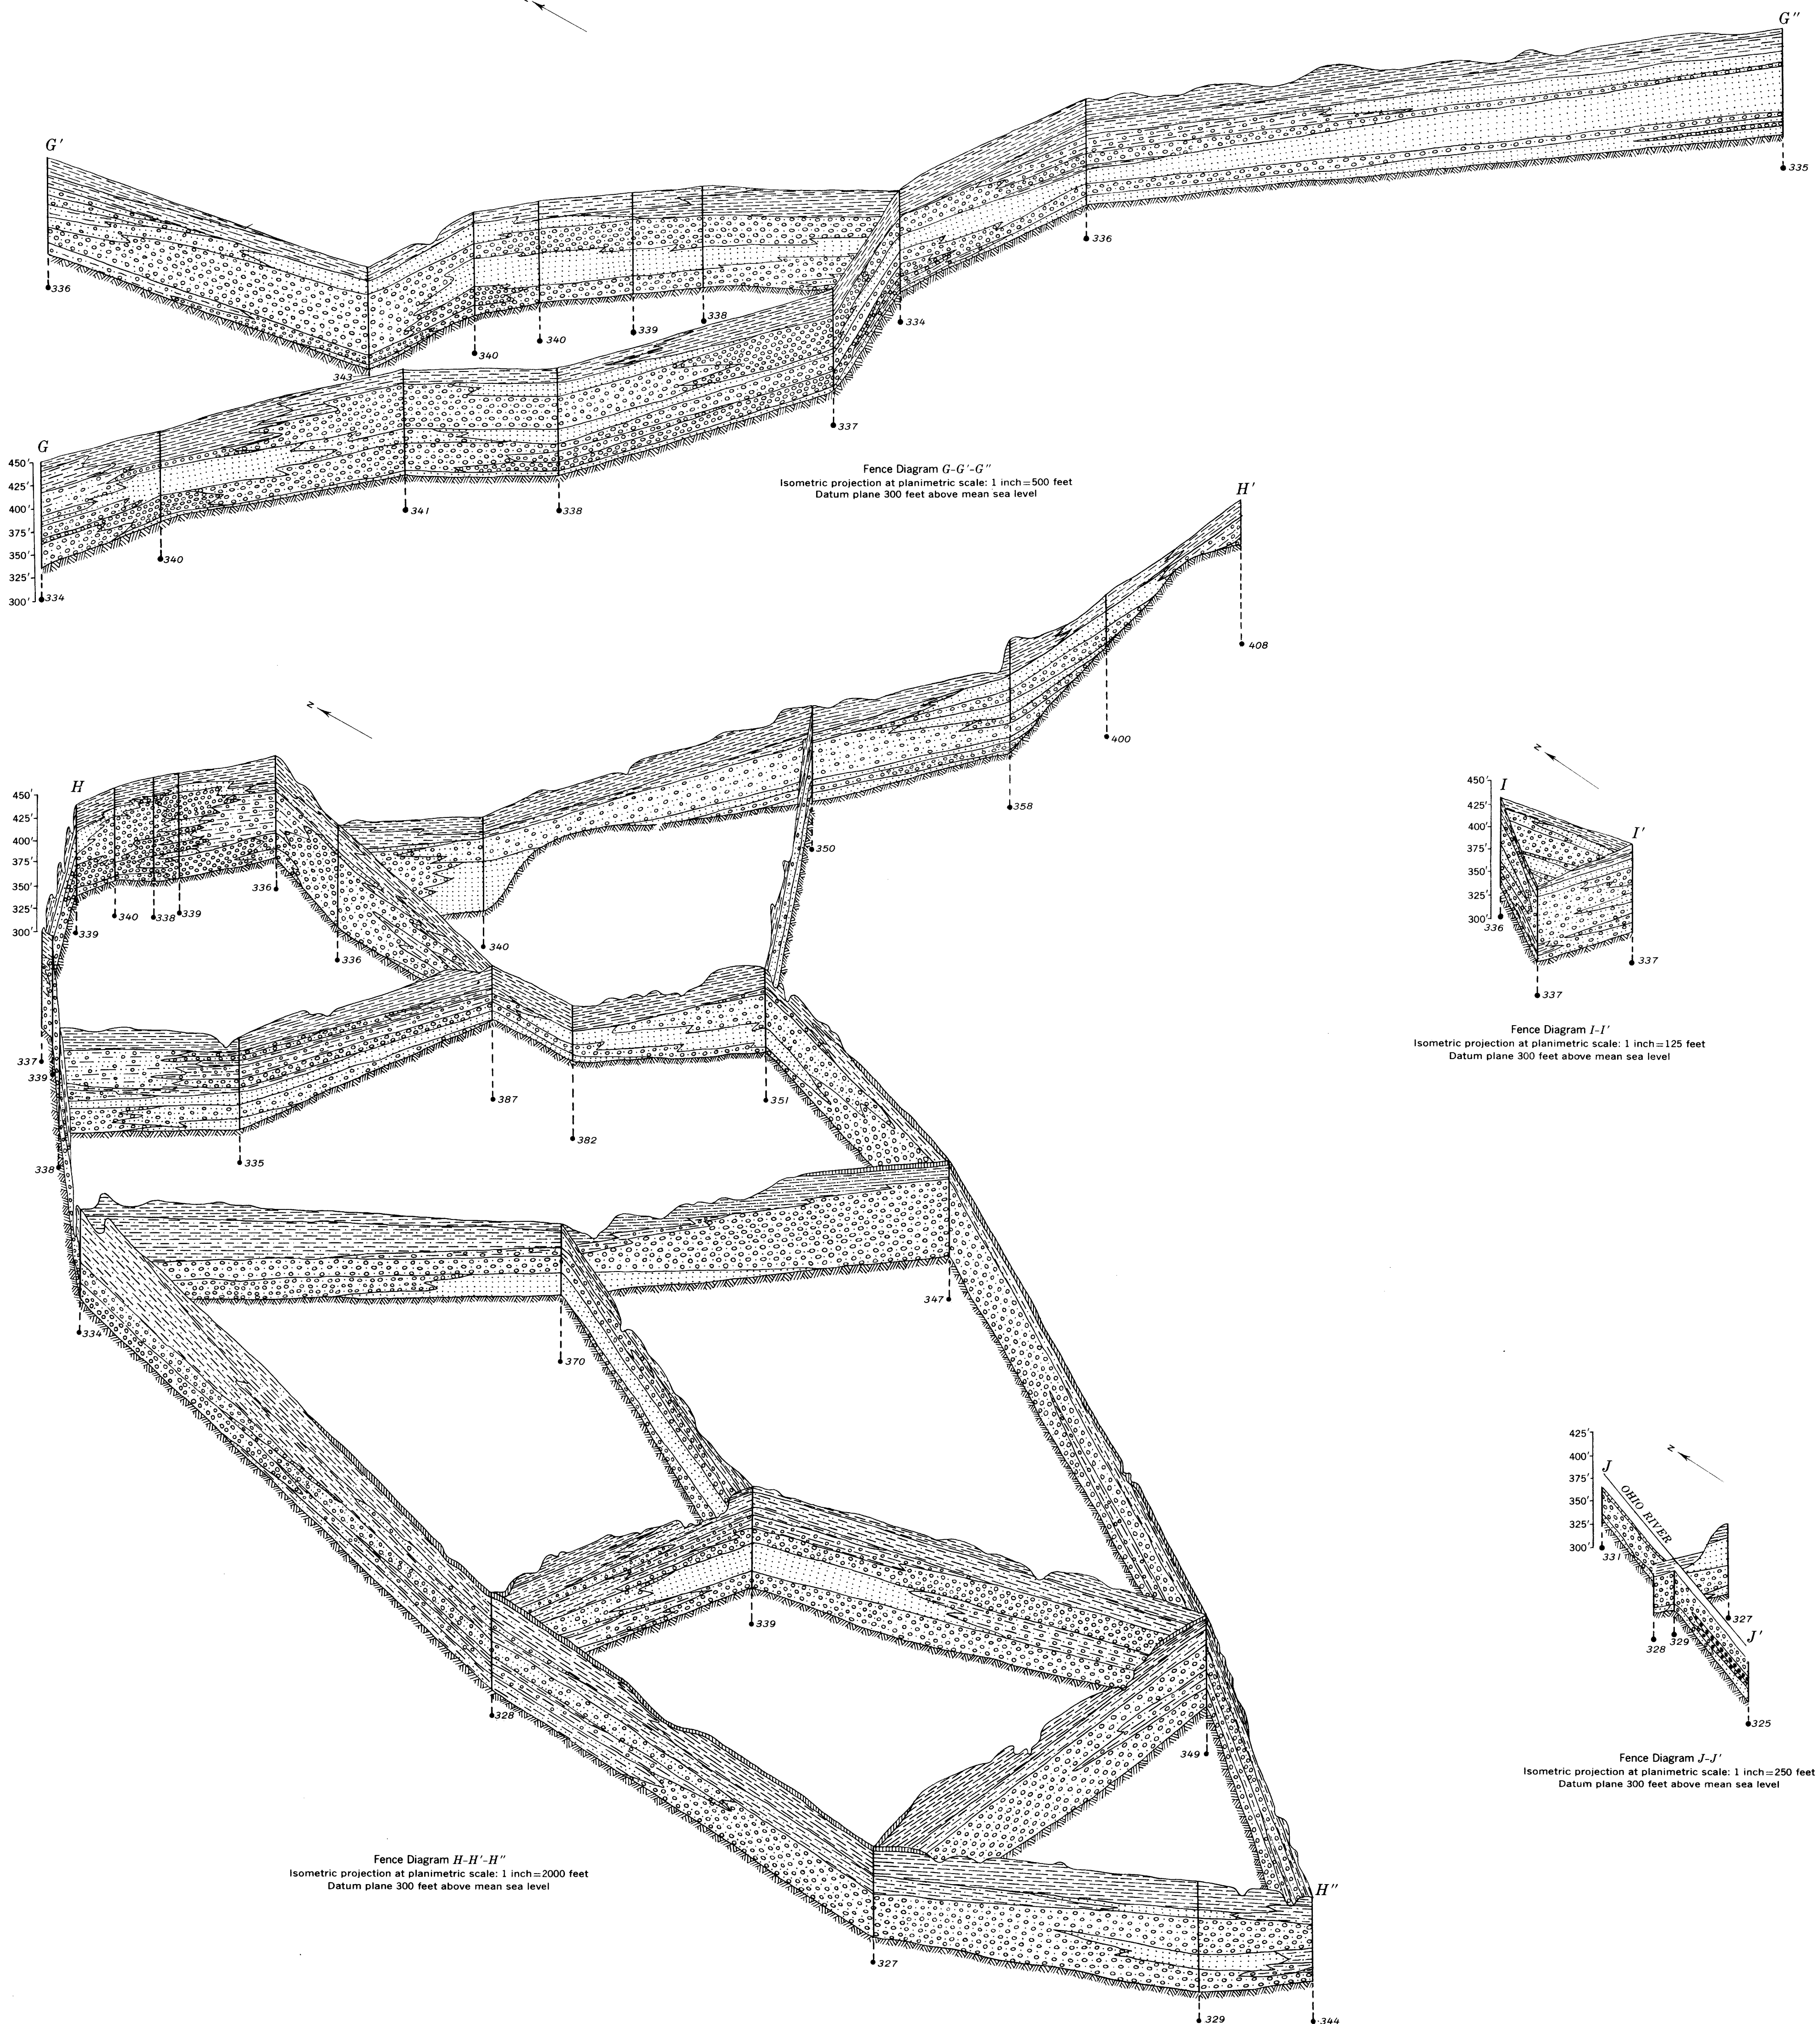 G″
G′
335
336
336
334
340
340
339
338
343
337
G
450′
425′
400′
375′
350′
325′
300′
341
338
340
334
Fence Diagram G-G′-G″
Isometric projection at planimetric scale: 1 inch=500 feet
Datum plane 300 feet above mean sea level
H′
408
N
400
358
H
450′
425′
400′
375′
350′
325′
300′
350
336
340
338
339
339
340
336
337
339
387
351
382
338
335
334
347
370
339
328
349
327
H″
329
344
Fence Diagram H-H′-H″
Isometric projection at planimetric scale: 1 inch=2000 feet
Datum plane 300 feet above mean sea level
N
450′
425′
400′
375′
350′
325′
300′
I
I′
336
337
337
Fence Diagram I-I′
Isometric projection at planimetric scale: 1 inch=125 feet
Datum plane 300 feet above mean sea level
425′
400′
375′
350′
325′
300′
N
J
OHIO RIVER
331
327
328
329
J′
325
Fence Diagram J-J′
Isometric projection at planimetric scale: 1 inch=250 feet
Datum plane 300 feet above mean sea level